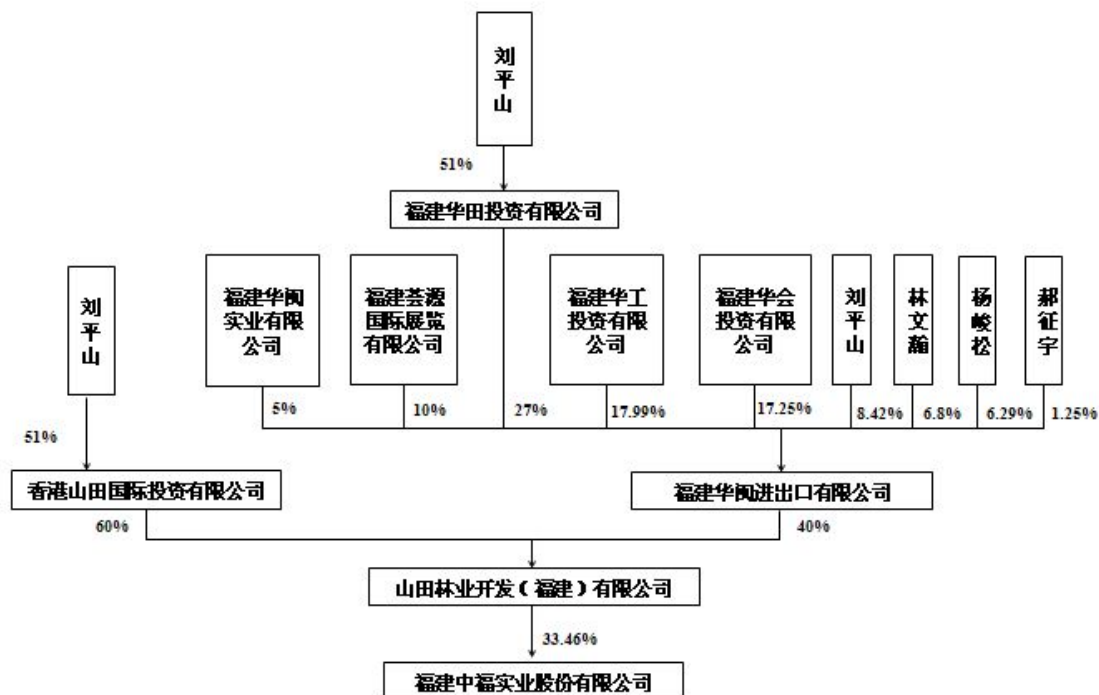 刘平山
51%
福建华田投资有限公司
刘平山
福建华闽
实业有限
公司
福建荟源
国际展览
有限公司
福建华工
投资有限
公司
福建华会
投资有限
公司
刘平山
林文瀚
杨峻松
郝征宇
5%
10%
27%
17.99%
17.25%
8.42%
6.8%
6.29%
1.25%
51%
香港山田国际投资有限公司
福建华闽进出口有限公司
60%
40%
山田林业开发（福建）有限公司
33.46%
福建中福实业股份有限公司